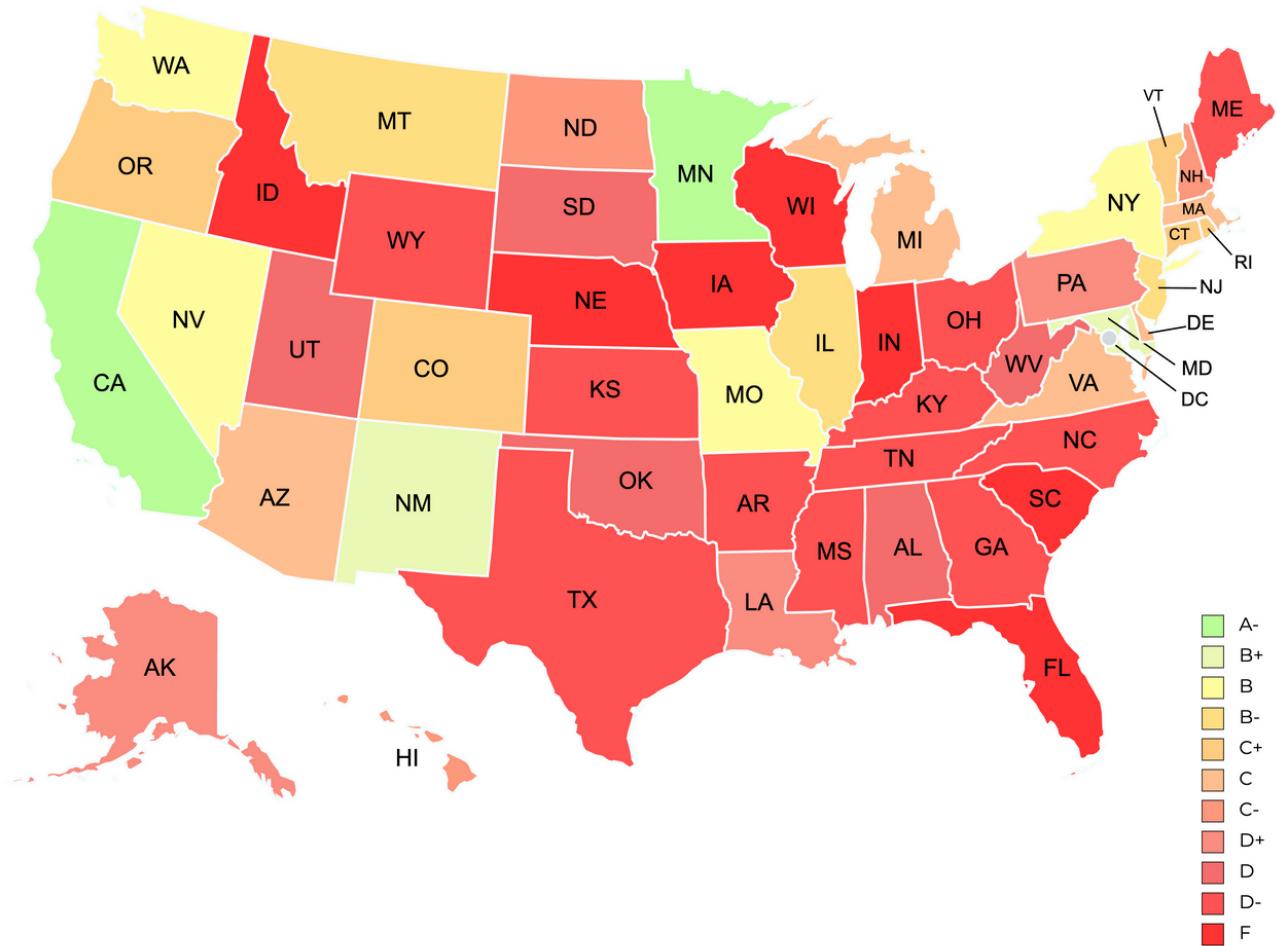 WA
VT
ME
MT
ND
OR
MN
NH
ID
SD
WI
NY
MA
WY
MI
CT
RI
IA
PA
NJ
NE
NV
OH
DE
UT
IL
IN
WV
CO
MD
CA
KS
MO
KY
VA
DC
NC
TN
AZ
NM
OK
AR
SC
MS
AL
GA
TX
LA
AK
FL
HI
A-
B+
B
B-
C+
C
C-
D+
D
D-
F